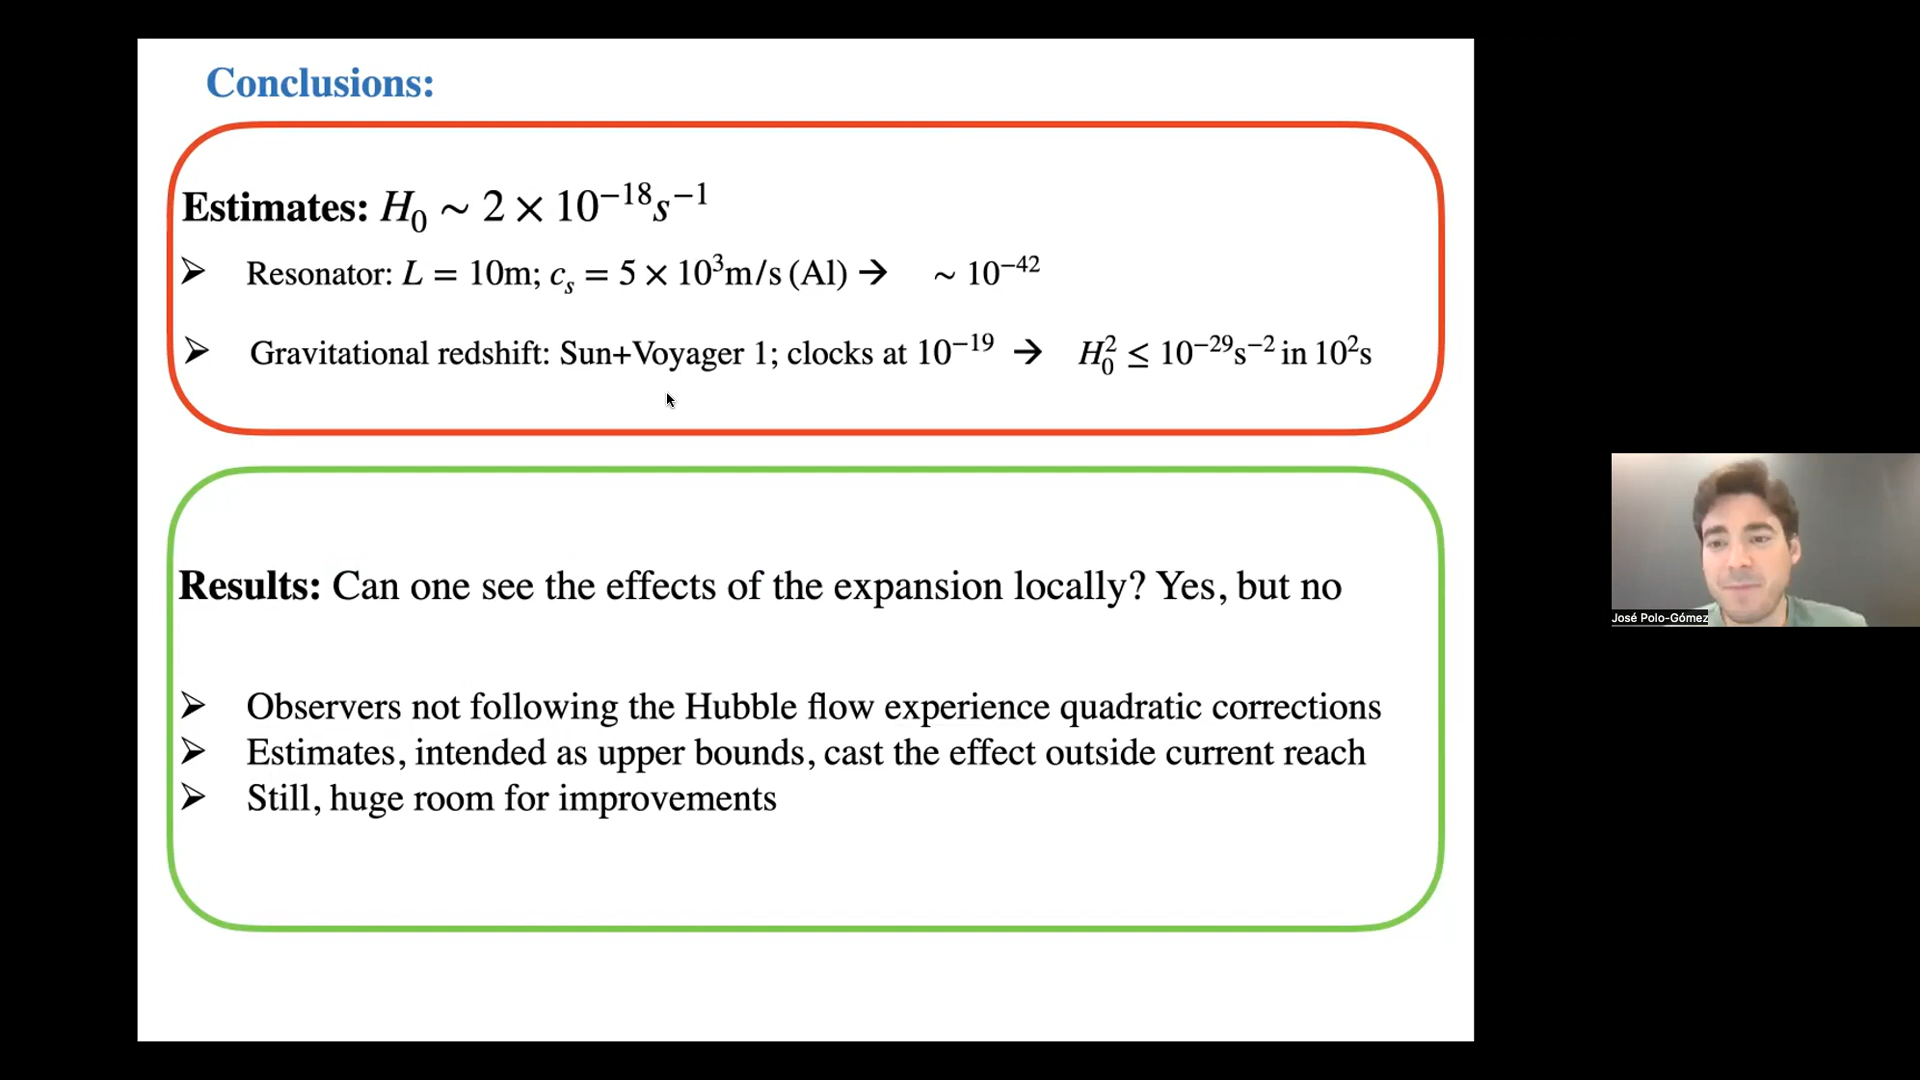 Conclusions:
Estimates: H₀ ~ 2 × 10⁻¹⁸s⁻¹
➢ Resonator: L = 10m; cₛ = 5 × 10³m/s (Al) → ~ 10⁻⁴²
➢ Gravitational redshift: Sun+Voyager 1; clocks at 10⁻¹⁹ → H₀² ≤ 10⁻²⁹s⁻² in 10²s
Results: Can one see the effects of the expansion locally? Yes, but no
➢ Observers not following the Hubble flow experience quadratic corrections
➢ Estimates, intended as upper bounds, cast the effect outside current reach
➢ Still, huge room for improvements
José Polo-Gómez